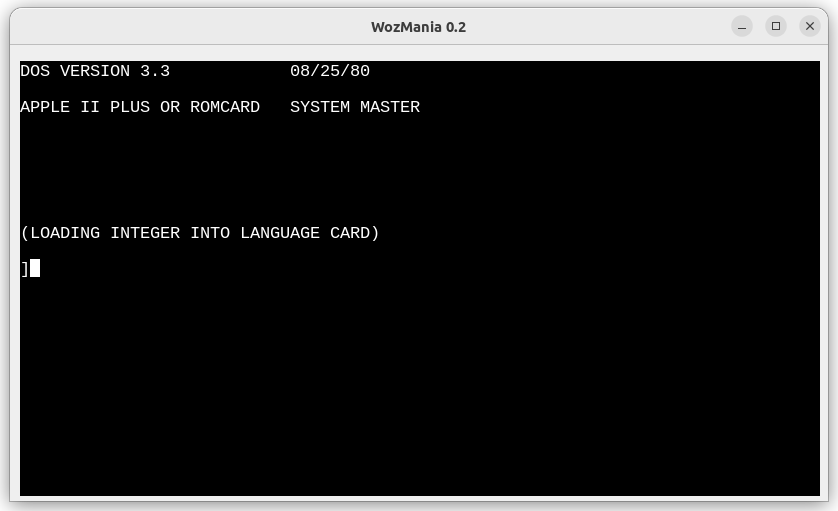 WozMania 0.2
DOS VERSION 3.3            08/25/80
APPLE II PLUS OR ROMCARD   SYSTEM MASTER
(LOADING INTEGER INTO LANGUAGE CARD)
]